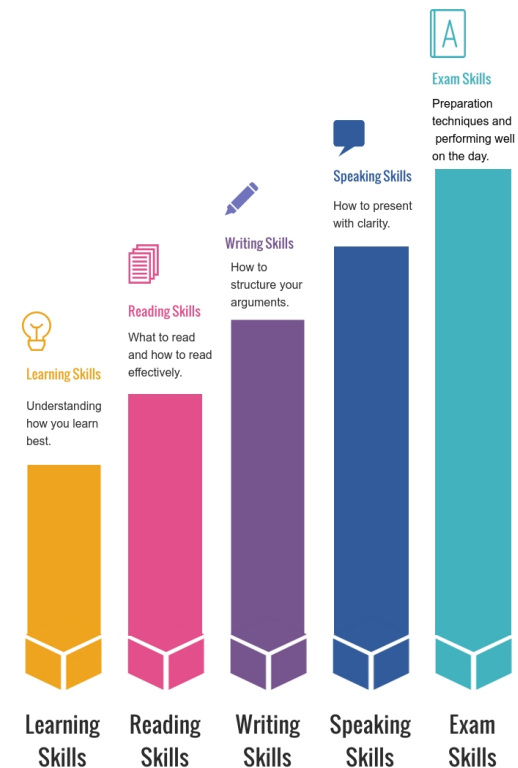 A
Exam Skills
Preparation
techniques and
performing well
on the day.
Speaking Skills
How to present
with clarity.
Writing Skills
How to
structure your
arguments.
Reading Skills
What to read
and how to read
effectively.
Learning Skills
Understanding
how you learn
best.
Learning
Skills
Reading
Skills
Writing
Skills
Speaking
Skills
Exam
Skills